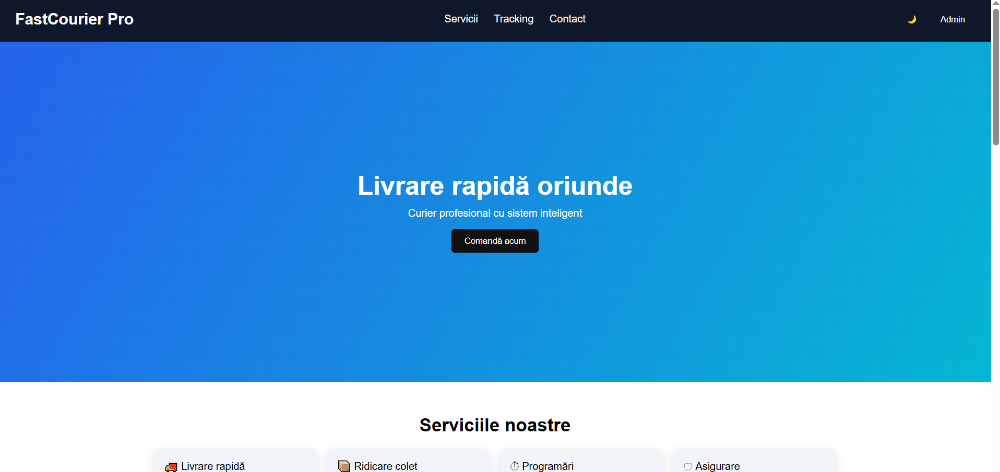 FastCourier Pro
Servicii Tracking Contact
Admin
Livrare rapidă oriunde
Curier profesional cu sistem inteligent
Comandă acum
Serviciile noastre
Livrare rapidă
Ridicare colet
Programări
Asigurare